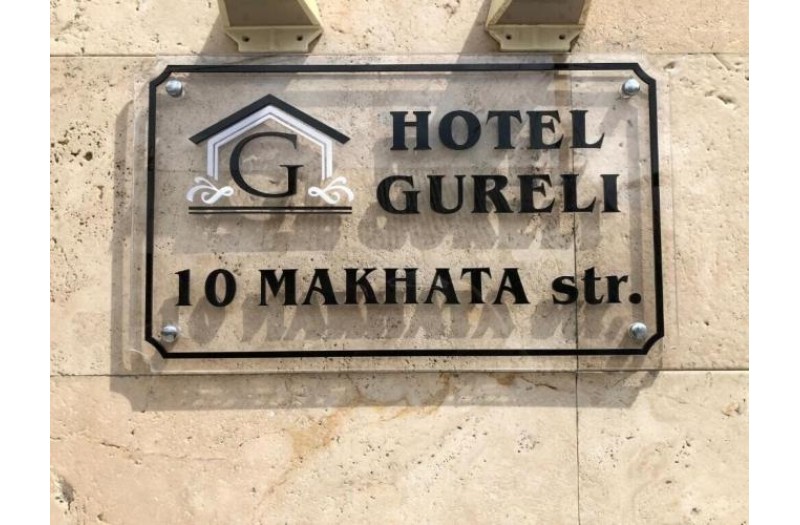 G
HOTEL
GURELI
10 MAKHATA str.